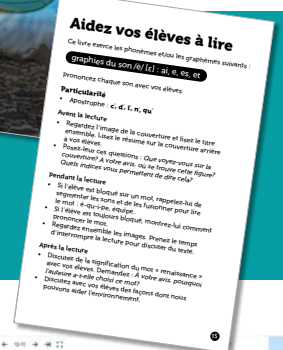 Aidez vos élèves à lire
Ce livre exerce les phonèmes et/ou les graphèmes suivants :
graphies du son /è/ [ɛ] : ai, e, es, et
Prononcez chaque son avec vos élèves.
Particularité
• Apostrophe : c', d', l', n', qu'
Avant la lecture
• Regardez l'image de la couverture et lisez le titre
ensemble. Lisez le résumé sur la couverture arrière
à vos élèves.
• Posez-leur ces questions : Que voyez-vous sur la
couverture? À votre avis, où se trouve cette figure?
Quels indices vous permettent de dire cela?
Pendant la lecture
• Si l'élève est bloqué sur un mot, rappelez-lui de
segmenter les sons et de les fusionner pour lire
le mot : é-qu-i-pe, équipe.
• Si l'élève est toujours bloqué, montrez-lui comment
prononcer le mot.
• Regardez ensemble les images. Prenez le temps
d'interrompre la lecture pour discuter du texte.
Après la lecture
• Discutez de la signification du mot « renaissance »
avec vos élèves. Demandez : À votre avis, pourquoi
l'auteure a-t-elle choisi ce mot?
• Discutez avec vos élèves des façons dont nous
pouvons aider l'environnement.